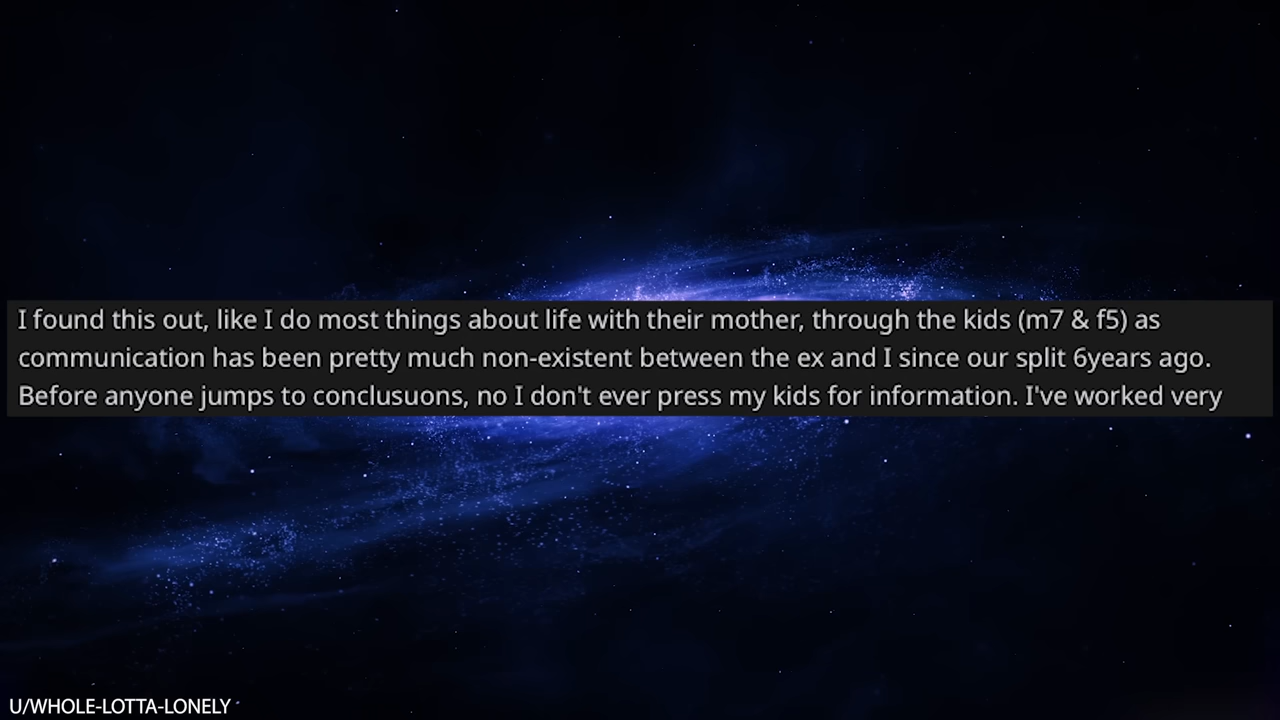 I found this out, like I do most things about life with their mother, through the kids (m7 & f5) as
communication has been pretty much non-existent between the ex and I since our split 6years ago.
Before anyone jumps to conclusuons, no I don't ever press my kids for information. I've worked very
U/WHOLE-LOTTA-LONELY